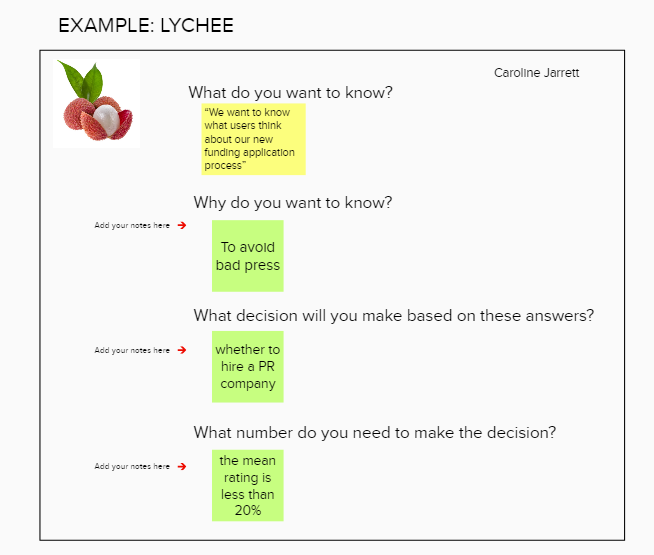 EXAMPLE: LYCHEE
Caroline Jarrett
What do you want to know?
“We want to know
what users think
about our new
funding application
process”
Why do you want to know?
Add your notes here
To avoid
bad press
What decision will you make based on these answers?
Add your notes here
whether to
hire a PR
company
What number do you need to make the decision?
Add your notes here
the mean
rating is
less than
20%